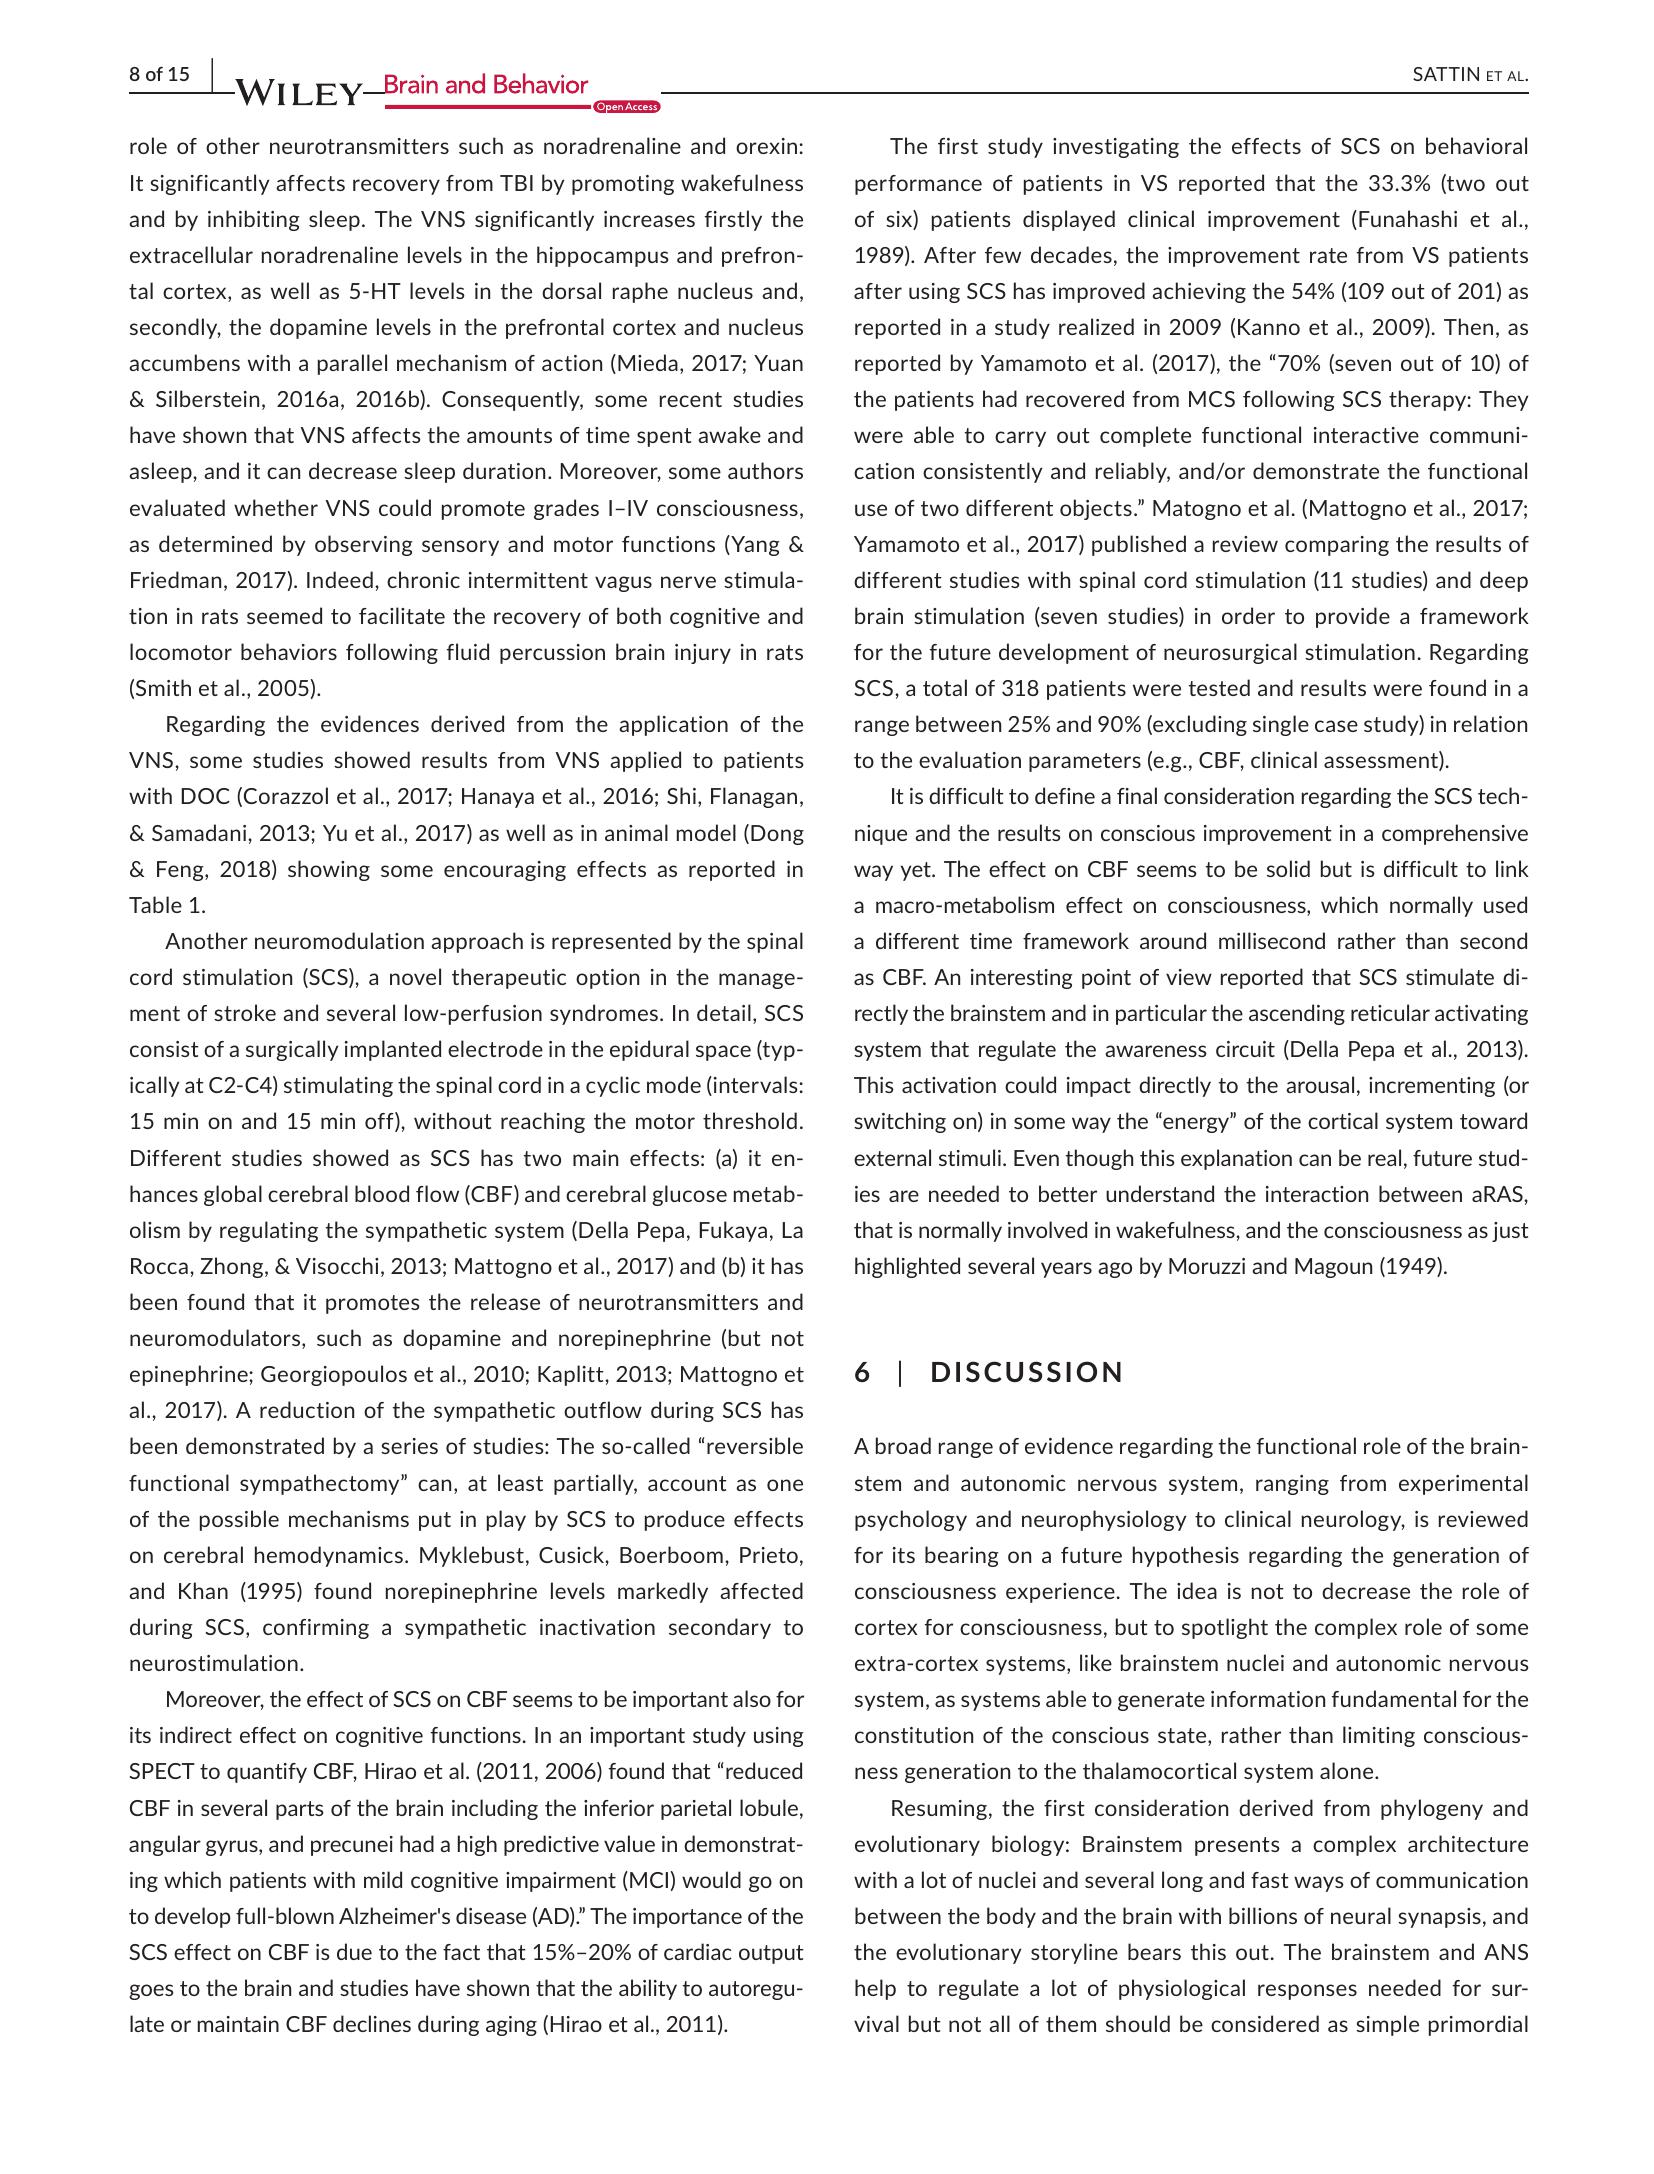 8 of 15
WILEY
Brain and Behavior
Open Access
SATTIN ET AL.
role of other neurotransmitters such as noradrenaline and orexin:
It significantly affects recovery from TBI by promoting wakefulness
and by inhibiting sleep. The VNS significantly increases firstly the
extracellular noradrenaline levels in the hippocampus and prefron-
tal cortex, as well as 5-HT levels in the dorsal raphe nucleus and,
secondly, the dopamine levels in the prefrontal cortex and nucleus
accumbens with a parallel mechanism of action (Mieda, 2017; Yuan
& Silberstein, 2016a, 2016b). Consequently, some recent studies
have shown that VNS affects the amounts of time spent awake and
asleep, and it can decrease sleep duration. Moreover, some authors
evaluated whether VNS could promote grades I–IV consciousness,
as determined by observing sensory and motor functions (Yang &
Friedman, 2017). Indeed, chronic intermittent vagus nerve stimula-
tion in rats seemed to facilitate the recovery of both cognitive and
locomotor behaviors following fluid percussion brain injury in rats
(Smith et al., 2005).
Regarding the evidences derived from the application of the
VNS, some studies showed results from VNS applied to patients
with DOC (Corazzol et al., 2017; Hanaya et al., 2016; Shi, Flanagan,
& Samadani, 2013; Yu et al., 2017) as well as in animal model (Dong
& Feng, 2018) showing some encouraging effects as reported in
Table 1.
Another neuromodulation approach is represented by the spinal
cord stimulation (SCS), a novel therapeutic option in the manage-
ment of stroke and several low-perfusion syndromes. In detail, SCS
consist of a surgically implanted electrode in the epidural space (typ-
ically at C2-C4) stimulating the spinal cord in a cyclic mode (intervals:
15 min on and 15 min off), without reaching the motor threshold.
Different studies showed as SCS has two main effects: (a) it en-
hances global cerebral blood flow (CBF) and cerebral glucose metab-
olism by regulating the sympathetic system (Della Pepa, Fukaya, La
Rocca, Zhong, & Visocchi, 2013; Mattogno et al., 2017) and (b) it has
been found that it promotes the release of neurotransmitters and
neuromodulators, such as dopamine and norepinephrine (but not
epinephrine; Georgiopoulos et al., 2010; Kaplitt, 2013; Mattogno et
al., 2017). A reduction of the sympathetic outflow during SCS has
been demonstrated by a series of studies: The so-called “reversible
functional sympathectomy” can, at least partially, account as one
of the possible mechanisms put in play by SCS to produce effects
on cerebral hemodynamics. Myklebust, Cusick, Boerboom, Prieto,
and Khan (1995) found norepinephrine levels markedly affected
during SCS, confirming a sympathetic inactivation secondary to
neurostimulation.
Moreover, the effect of SCS on CBF seems to be important also for
its indirect effect on cognitive functions. In an important study using
SPECT to quantify CBF, Hirao et al. (2011, 2006) found that “reduced
CBF in several parts of the brain including the inferior parietal lobule,
angular gyrus, and precunei had a high predictive value in demonstrat-
ing which patients with mild cognitive impairment (MCI) would go on
to develop full-blown Alzheimer's disease (AD).” The importance of the
SCS effect on CBF is due to the fact that 15%–20% of cardiac output
goes to the brain and studies have shown that the ability to autoregu-
late or maintain CBF declines during aging (Hirao et al., 2011).
The first study investigating the effects of SCS on behavioral
performance of patients in VS reported that the 33.3% (two out
of six) patients displayed clinical improvement (Funahashi et al.,
1989). After few decades, the improvement rate from VS patients
after using SCS has improved achieving the 54% (109 out of 201) as
reported in a study realized in 2009 (Kanno et al., 2009). Then, as
reported by Yamamoto et al. (2017), the “70% (seven out of 10) of
the patients had recovered from MCS following SCS therapy: They
were able to carry out complete functional interactive communi-
cation consistently and reliably, and/or demonstrate the functional
use of two different objects.” Matogno et al. (Mattogno et al., 2017;
Yamamoto et al., 2017) published a review comparing the results of
different studies with spinal cord stimulation (11 studies) and deep
brain stimulation (seven studies) in order to provide a framework
for the future development of neurosurgical stimulation. Regarding
SCS, a total of 318 patients were tested and results were found in a
range between 25% and 90% (excluding single case study) in relation
to the evaluation parameters (e.g., CBF, clinical assessment).
It is difficult to define a final consideration regarding the SCS tech-
nique and the results on conscious improvement in a comprehensive
way yet. The effect on CBF seems to be solid but is difficult to link
a macro-metabolism effect on consciousness, which normally used
a different time framework around millisecond rather than second
as CBF. An interesting point of view reported that SCS stimulate di-
rectly the brainstem and in particular the ascending reticular activating
system that regulate the awareness circuit (Della Pepa et al., 2013).
This activation could impact directly to the arousal, incrementing (or
switching on) in some way the “energy” of the cortical system toward
external stimuli. Even though this explanation can be real, future stud-
ies are needed to better understand the interaction between aRAS,
that is normally involved in wakefulness, and the consciousness as just
highlighted several years ago by Moruzzi and Magoun (1949).
6 | DISCUSSION
A broad range of evidence regarding the functional role of the brain-
stem and autonomic nervous system, ranging from experimental
psychology and neurophysiology to clinical neurology, is reviewed
for its bearing on a future hypothesis regarding the generation of
consciousness experience. The idea is not to decrease the role of
cortex for consciousness, but to spotlight the complex role of some
extra-cortex systems, like brainstem nuclei and autonomic nervous
system, as systems able to generate information fundamental for the
constitution of the conscious state, rather than limiting conscious-
ness generation to the thalamocortical system alone.
Resuming, the first consideration derived from phylogeny and
evolutionary biology: Brainstem presents a complex architecture
with a lot of nuclei and several long and fast ways of communication
between the body and the brain with billions of neural synapsis, and
the evolutionary storyline bears this out. The brainstem and ANS
help to regulate a lot of physiological responses needed for sur-
vival but not all of them should be considered as simple primordial